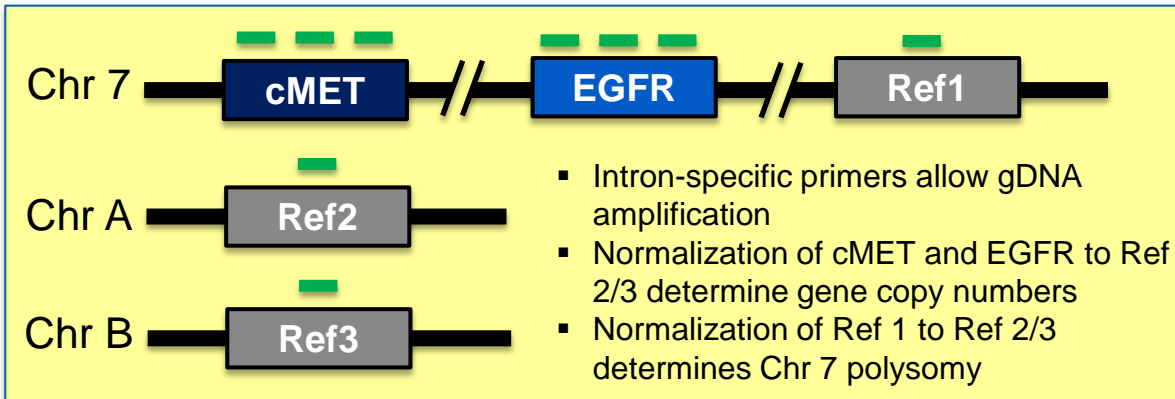 Chr 7
cMET
EGFR
Ref1
Chr A
Ref2
Chr B
Ref3
▪ Intron-specific primers allow gDNA
amplification
▪ Normalization of cMET and EGFR to Ref
2/3 determine gene copy numbers
▪ Normalization of Ref 1 to Ref 2/3
determines Chr 7 polysomy